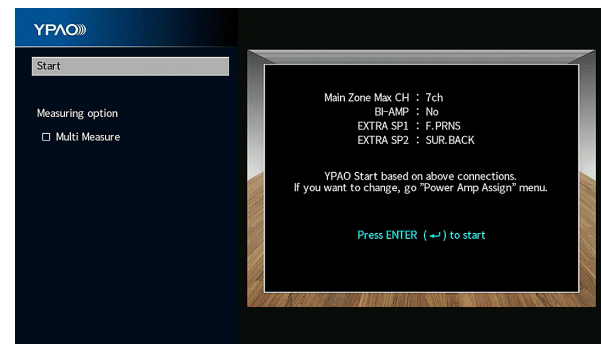 YPAO
Start
Measuring option
Multi Measure
Main Zone Max CH : 7ch
BI-AMP : No
EXTRA SP1 : F.PRNS
EXTRA SP2 : SUR.BACK
YPAO Start based on above connections.
If you want to change, go "Power Amp Assign" menu.
Press ENTER (↵) to start